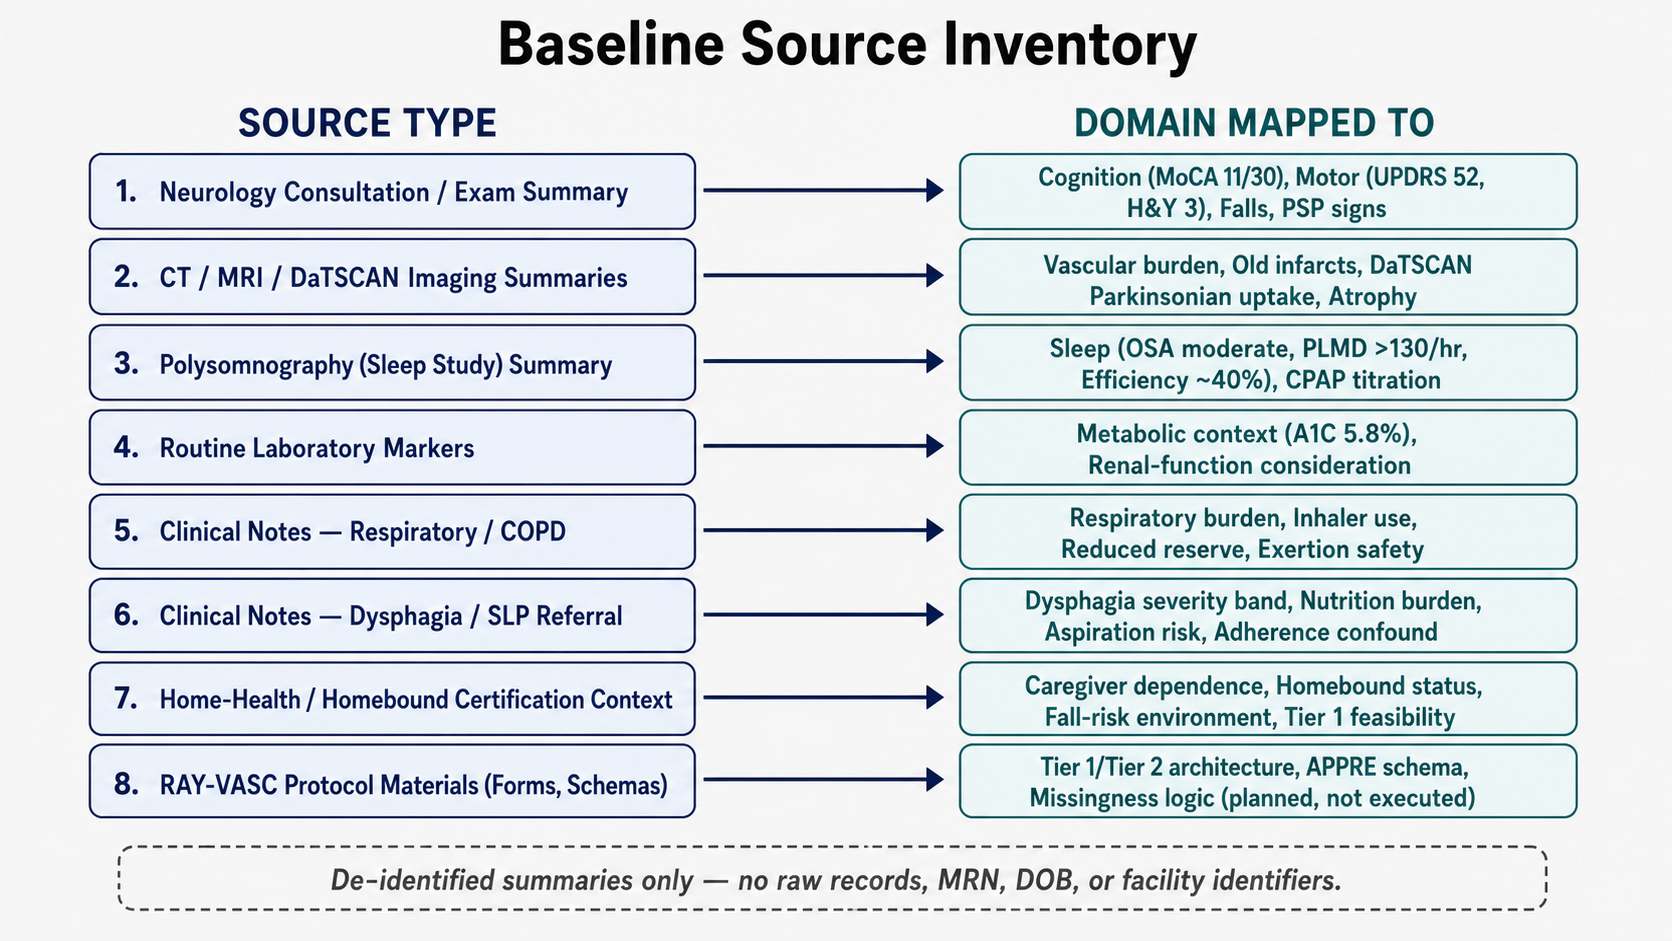 Baseline Source Inventory
SOURCE TYPE
DOMAIN MAPPED TO
1. Neurology Consultation / Exam Summary
Cognition (MoCA 11/30), Motor (UPDRS 52,
H&Y 3), Falls, PSP signs
2. CT / MRI / DaTSCAN Imaging Summaries
Vascular burden, Old infarcts, DaTSCAN
Parkinsonian uptake, Atrophy
3. Polysomnography (Sleep Study) Summary
Sleep (OSA moderate, PLMD >130/hr,
Efficiency ~40%), CPAP titration
4. Routine Laboratory Markers
Metabolic context (A1C 5.8%),
Renal-function consideration
5. Clinical Notes — Respiratory / COPD
Respiratory burden, Inhaler use,
Reduced reserve, Exertion safety
6. Clinical Notes — Dysphagia / SLP Referral
Dysphagia severity band, Nutrition burden,
Aspiration risk, Adherence confound
7. Home-Health / Homebound Certification Context
Caregiver dependence, Homebound status,
Fall-risk environment, Tier 1 feasibility
8. RAY-VASC Protocol Materials (Forms, Schemas)
Tier 1/Tier 2 architecture, APPRE schema,
Missingness logic (planned, not executed)
De-identified summaries only — no raw records, MRN, DOB, or facility identifiers.